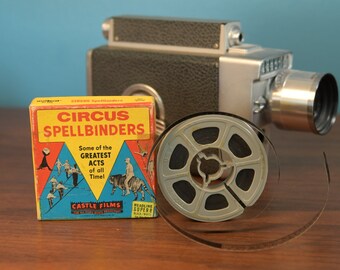 CIRCUS
SPELLBINDERS
Some of the
GREATEST
ACTS
of all
Time!
CASTLE FILMS